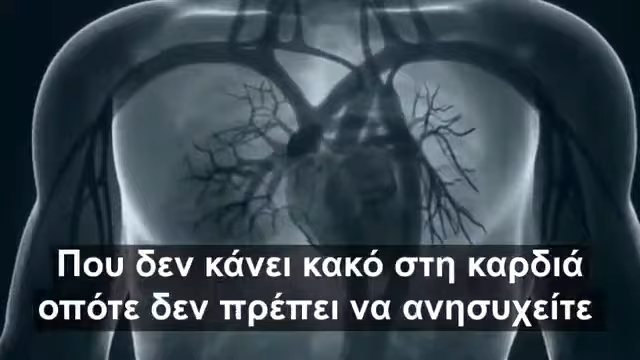 Που δεν κάνει κακό στη καρδιά
οπότε δεν πρέπει να ανησυχείτε